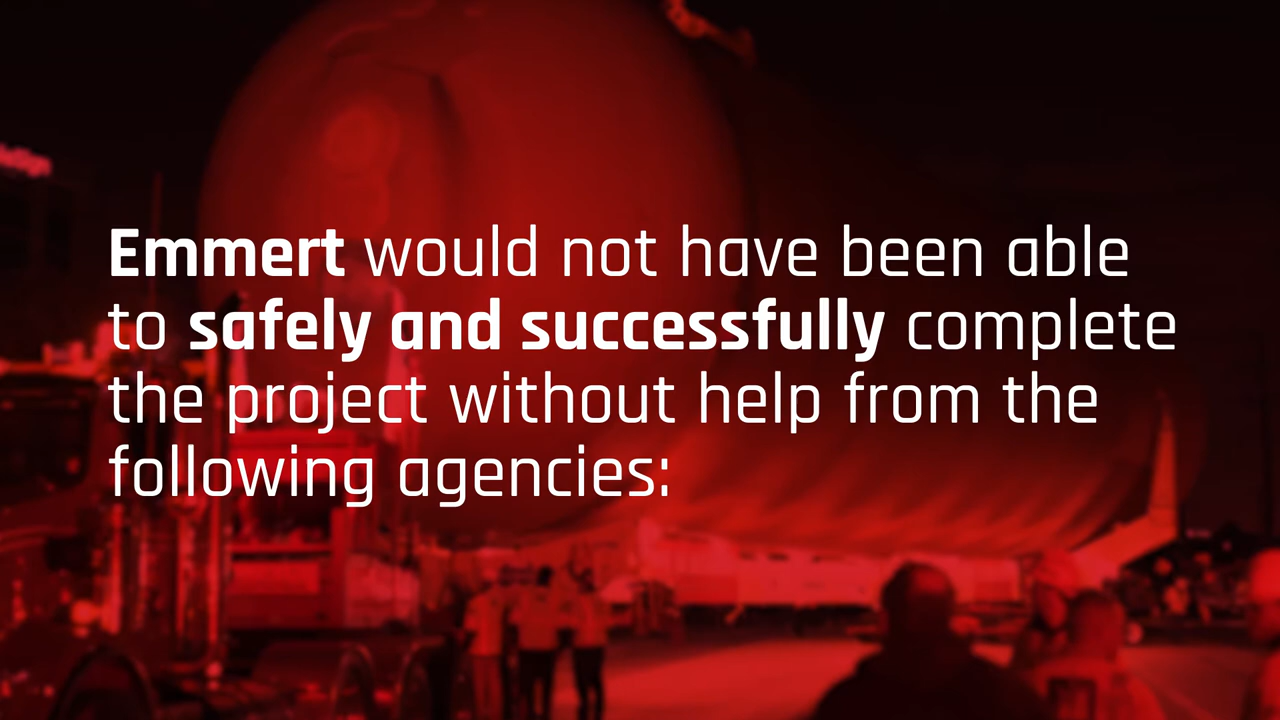 Emmert would not have been able
to safely and successfully complete
the project without help from the
following agencies: